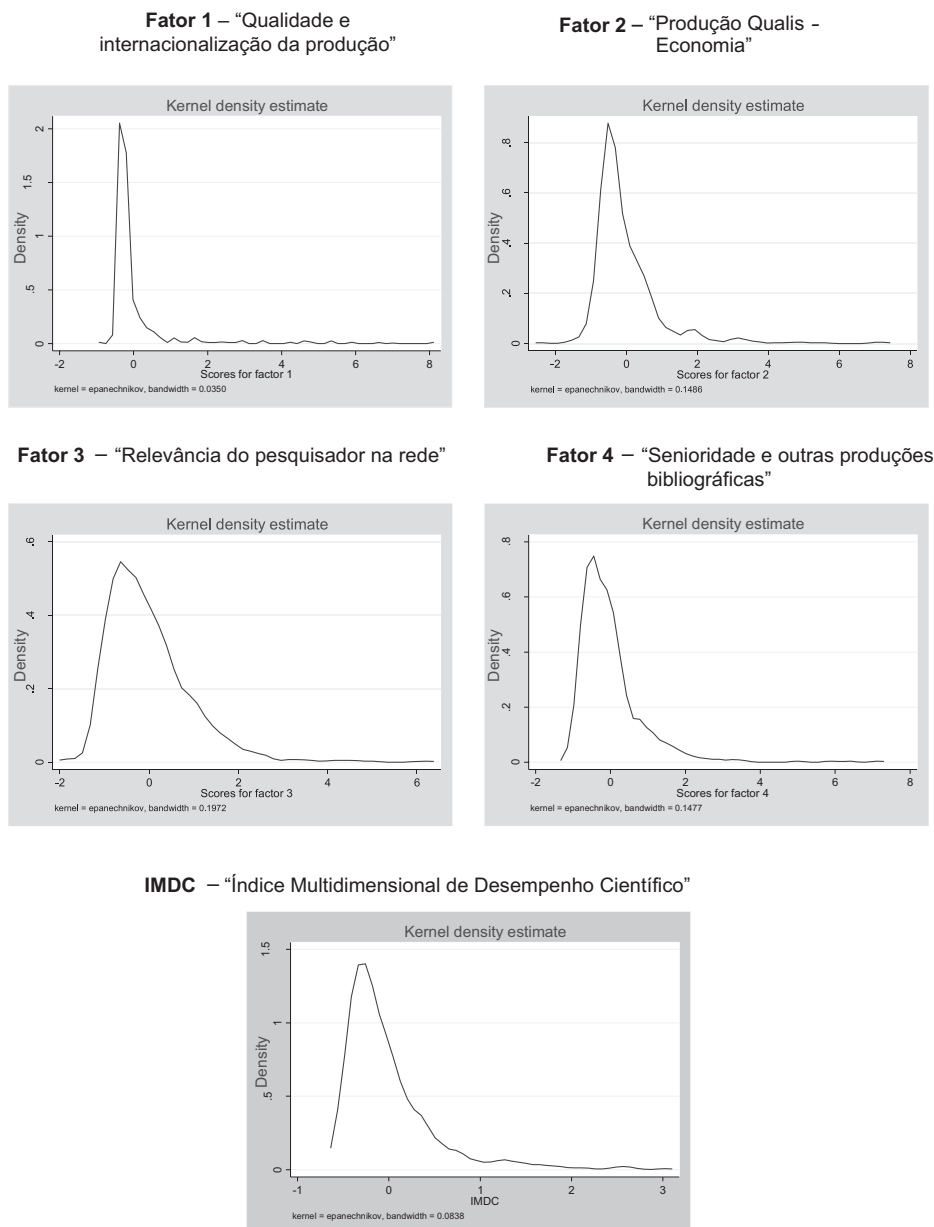 Fator 1 – “Qualidade e
internacionalização da produção”
Kernel density estimate
Density
0
.5
1
1.5
2
-2
0
2
4
6
8
Scores for factor 1
kernel = epanechnikov, bandwidth = 0.0350
Fator 2 – “Produção Qualis -
Economia”
Kernel density estimate
Density
0
.2
.4
.6
.8
-2
0
2
4
6
8
Scores for factor 2
kernel = epanechnikov, bandwidth = 0.1486
Fator 3 – “Relevância do pesquisador na rede”
Kernel density estimate
Density
0
.2
.4
.6
-2
0
2
4
6
Scores for factor 3
kernel = epanechnikov, bandwidth = 0.1972
Fator 4 – “Senioridade e outras produções
bibliográficas”
Kernel density estimate
Density
0
.2
.4
.6
.8
-2
0
2
4
6
8
Scores for factor 4
kernel = epanechnikov, bandwidth = 0.1477
IMDC – “Índice Multidimensional de Desempenho Científico”
Kernel density estimate
Density
0
.5
1
1.5
-1
0
1
2
3
IMDC
kernel = epanechnikov, bandwidth = 0.0838